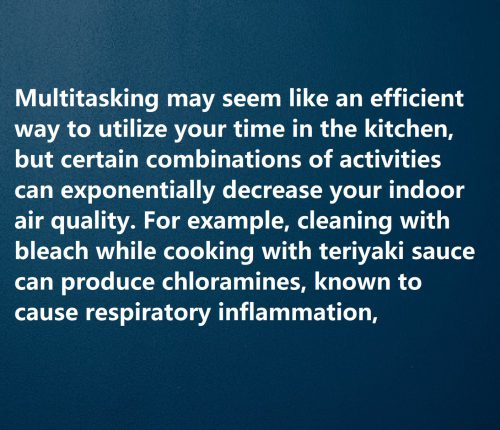 Multitasking may seem like an efficient
way to utilize your time in the kitchen,
but certain combinations of activities
can exponentially decrease your indoor
air quality. For example, cleaning with
bleach while cooking with teriyaki sauce
can produce chloramines, known to
cause respiratory inflammation,